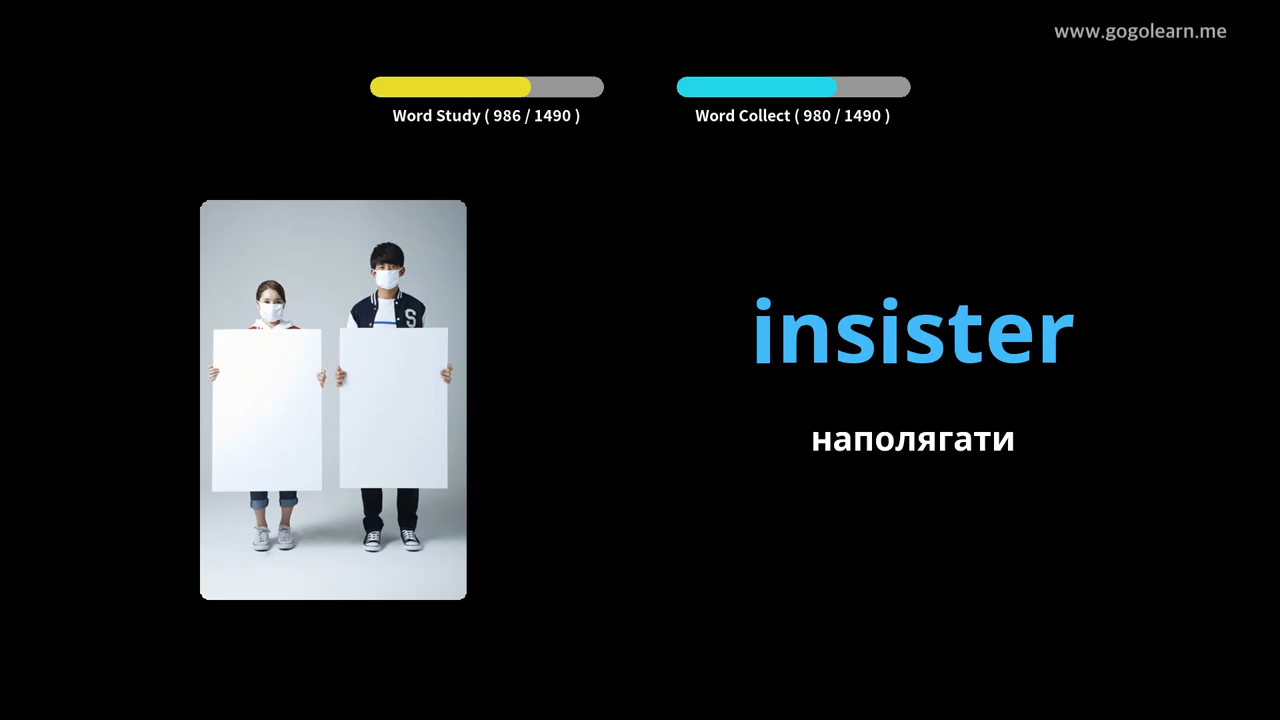 www.gogolearn.me
Word Study ( 986 / 1490 )
Word Collect ( 980 / 1490 )
S
insister
наполягати